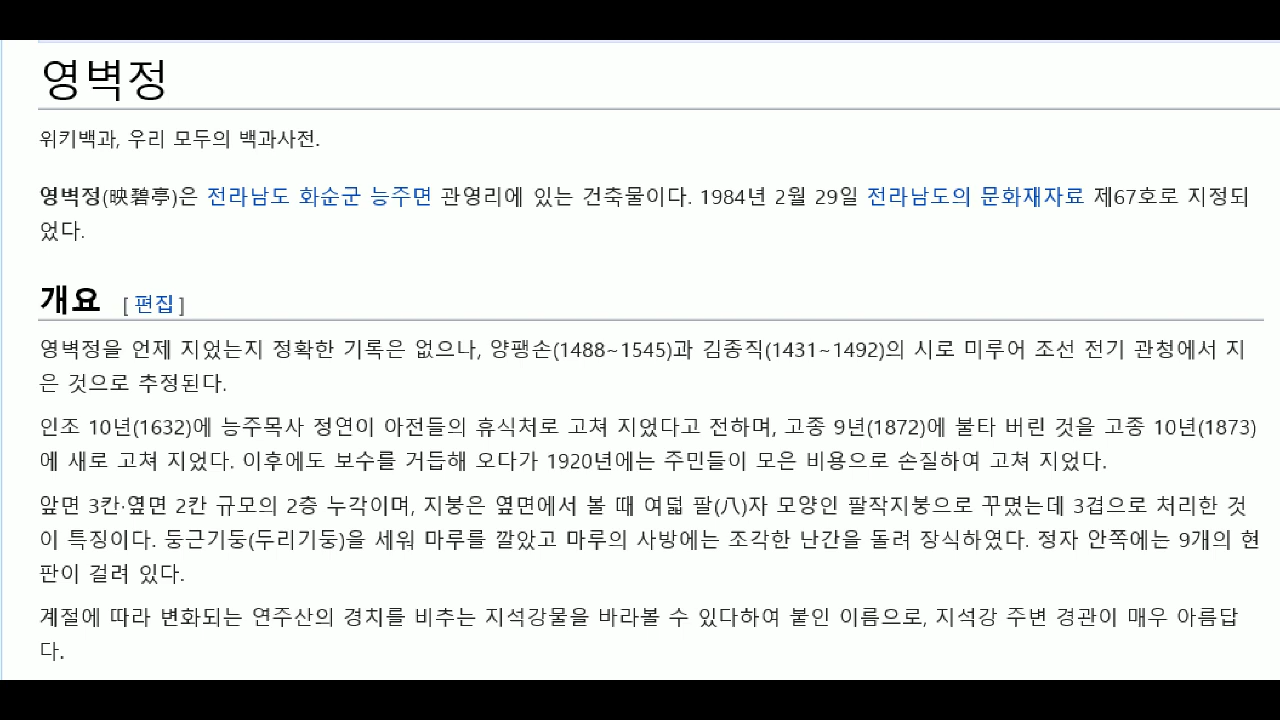 영벽정
위키백과, 우리 모두의 백과사전.
영벽정(映碧亭)은 전라남도 화순군 능주면 관영리에 있는 건축물이다. 1984년 2월 29일 전라남도의 문화재자료 제67호로 지정되
었다.
개요 [ 편집 ]
영벽정을 언제 지었는지 정확한 기록은 없으나, 양팽손(1488~1545)과 김종직(1431~1492)의 시로 미루어 조선 전기 관청에서 지
은 것으로 추정된다.
인조 10년(1632)에 능주목사 정연이 아전들의 휴식처로 고쳐 지었다고 전하며, 고종 9년(1872)에 불타 버린 것을 고종 10년(1873)
에 새로 고쳐 지었다. 이후에도 보수를 거듭해 오다가 1920년에는 주민들이 모은 비용으로 손질하여 고쳐 지었다.
앞면 3칸·옆면 2칸 규모의 2층 누각이며, 지붕은 옆면에서 볼 때 여덟 팔(八)자 모양인 팔작지붕으로 꾸몄는데 3겹으로 처리한 것
이 특징이다. 둥근기둥(두리기둥)을 세워 마루를 깔았고 마루의 사방에는 조각한 난간을 돌려 장식하였다. 정자 안쪽에는 9개의 현
판이 걸려 있다.
계절에 따라 변화되는 연주산의 경치를 비추는 지석강물을 바라볼 수 있다하여 붙인 이름으로, 지석강 주변 경관이 매우 아름답
다.